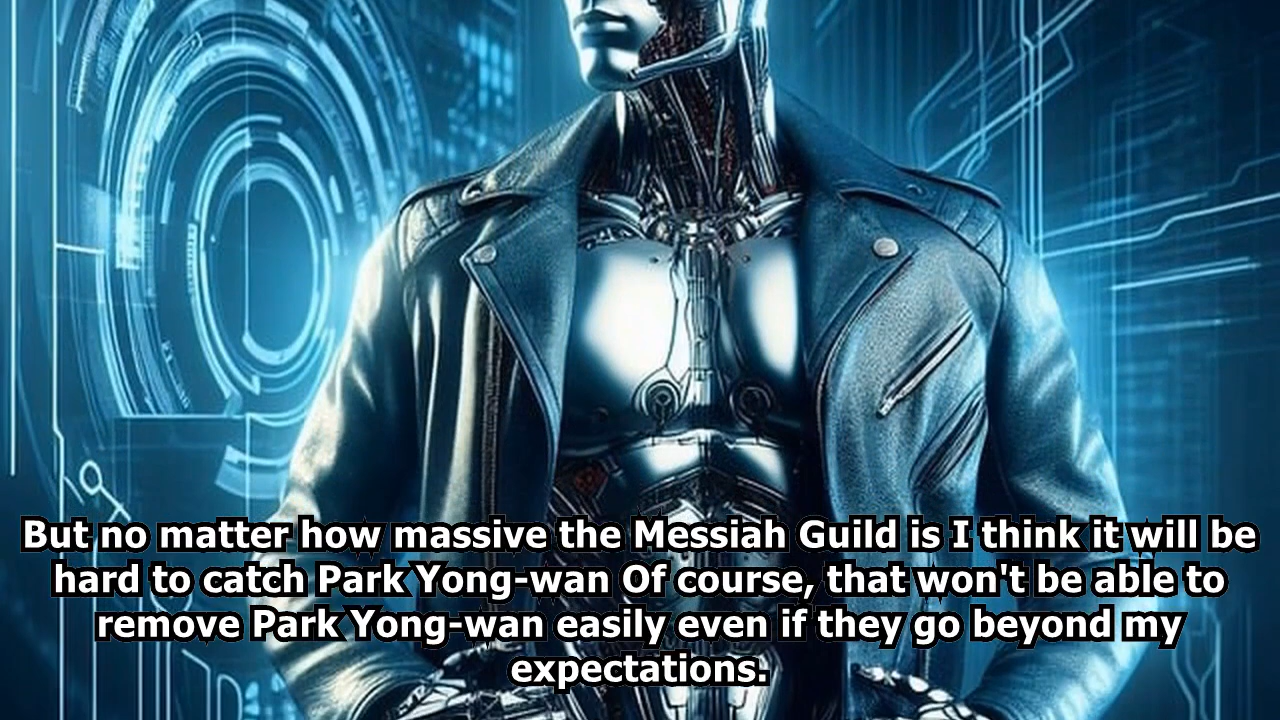 But no matter how massive the Messiah Guild is I think it will be
hard to catch Park Yong-wan Of course, that won't be able to
remove Park Yong-wan easily even if they go beyond my
expectations.